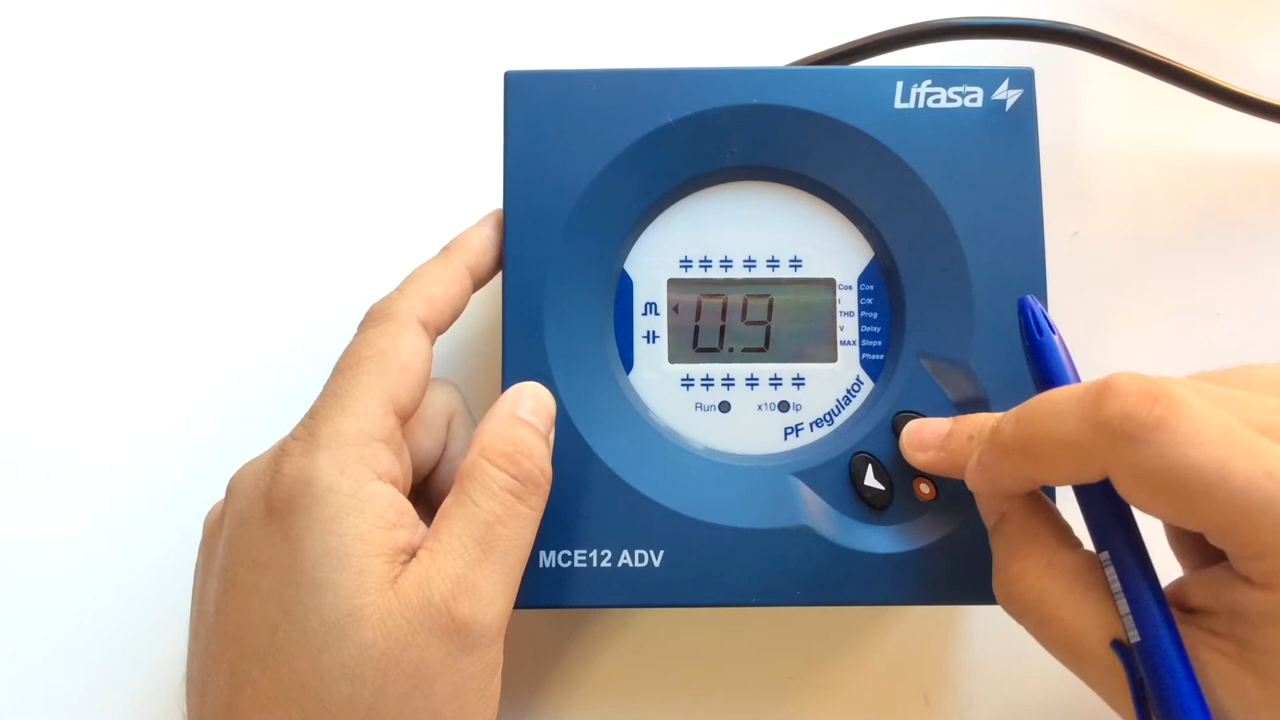 Lifasa
Cos Cos
I C/K
0.9
THD Prog
V Delay
MAX Steps
Phase
Run x10 Ip
PF regulator
MCE12 ADV